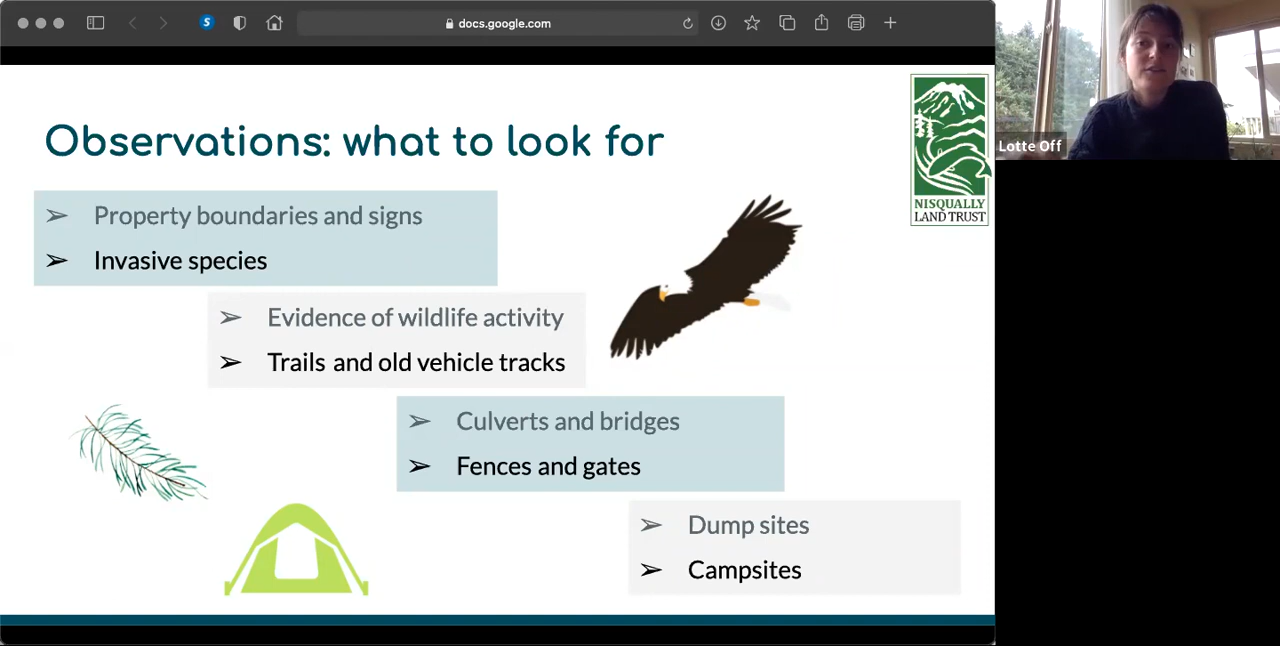 docs.google.com
Observations: what to look for
NISQUALLY
LAND TRUST
Lotte Off
➢ Property boundaries and signs
➢ Invasive species
➢ Evidence of wildlife activity
➢ Trails and old vehicle tracks
➢ Culverts and bridges
➢ Fences and gates
➢ Dump sites
➢ Campsites